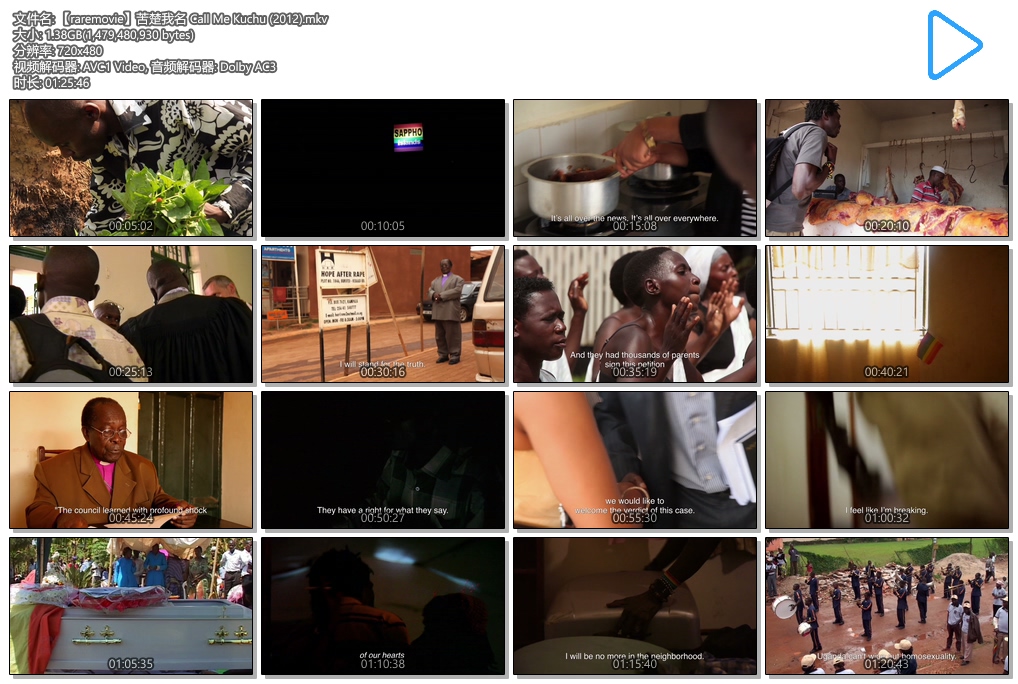 文件名: 【raremovie】苦楚我名 Call Me Kuchu (2012).mkv
大小: 1.38GB(1,479,480,930 bytes)
分辨率: 720x480
视频解码器: AVC1 Video, 音频解码器: Dolby AC3
时长: 01:25:46
00:05:02
SAPPHO
00:10:05
It's all over the news. It's all over everywhere.
00:15:08
00:20:10
00:25:13
HOPE AFTER RAPE
I will stand for the truth.
00:30:16
And they had thousands of parents
sign this petition
00:35:19
00:40:21
"The council learned with profound shock
00:45:24
They have a right for what they say.
00:50:27
we would like to
welcome the verdict of this case.
00:55:30
I feel like I'm breaking.
01:00:32
01:05:35
of our hearts
01:10:38
I will be no more in the neighborhood.
01:15:40
homosexuality.
01:20:43